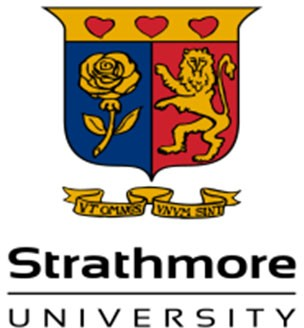 VT OMNES VNVM SINT
Strathmore
UNIVERSITY